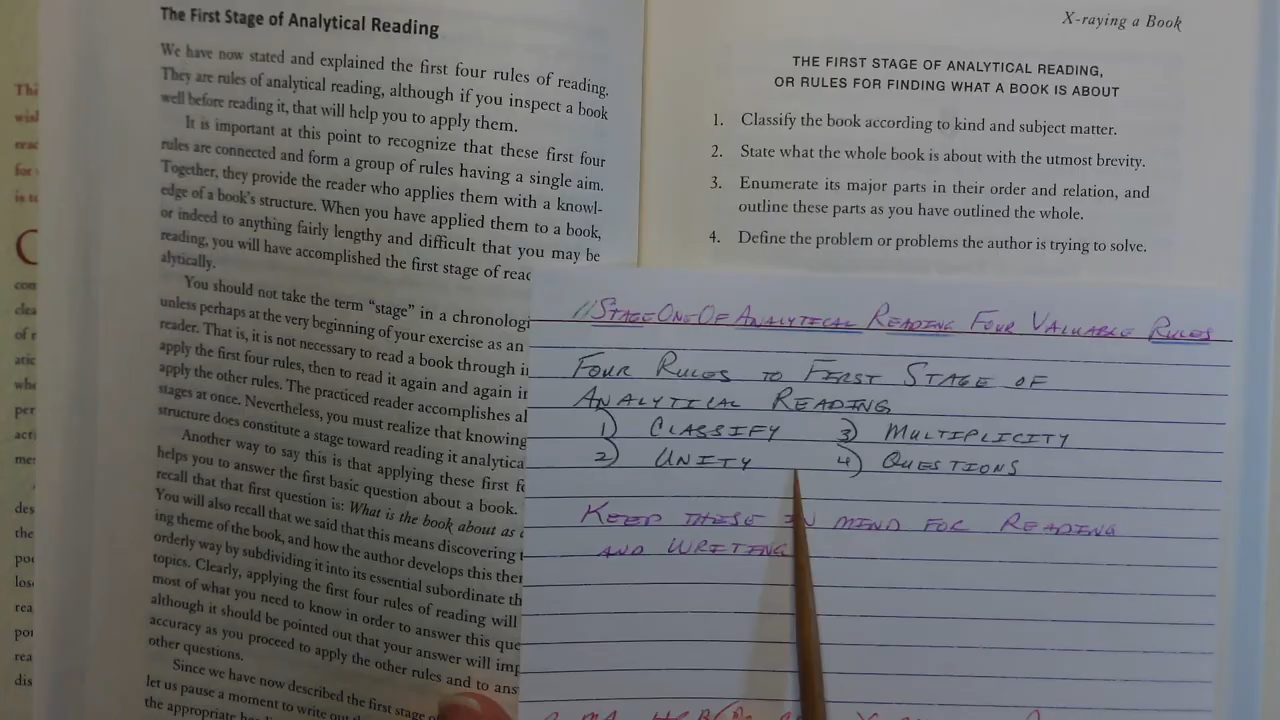 The First Stage of Analytical Reading
We have now stated and explained the first four rules of reading.
They are rules of analytical reading, although if you inspect a book
well before reading it, that will help you to apply them.
It is important at this point to recognize that these first four
rules are connected and form a group of rules having a single aim.
Together, they provide the reader who applies them with a knowl-
edge of a book's structure. When you have applied them to a book,
or indeed to anything fairly lengthy and difficult that you may be
reading, you will have accomplished the first stage of
alytically.
You should not take the term "stage" in a
unless perhaps at the very beginning of your exercise as an
reader. That is, it is not necessary to read a book through
apply the first four rules, then to read it again and again
apply the other rules. The practiced reader accomplishes
stages at once. Nevertheless, you must realize that knowing
structure does constitute a stage toward reading it
Another way to say this is that applying these first
helps you to answer the first basic question about a book.
recall that that first question is: What is the book about as
You will also recall that we said that this means discovering
ing theme of the book, and how the author develops this
orderly way by subdividing it into its essential subordinate
topics. Clearly, applying the first four rules of reading will
most of what you need to know in order to answer this
although it should be pointed out that your answer will
accuracy as you proceed to apply the other rules and to
other questions.
Since we have now described the first stage
let us pause a moment to write out
the appropriate
X-raying a Book
THE FIRST STAGE OF ANALYTICAL READING,
OR RULES FOR FINDING WHAT A BOOK IS ABOUT
1. Classify the book according to kind and subject matter.
2. State what the whole book is about with the utmost brevity.
3. Enumerate its major parts in their order and relation, and
outline these parts as you have outlined the whole.
4. Define the problem or problems the author is trying to solve.
//STAGE ONE OF ANALYTICAL READING FOUR VALUABLE RULES
FOUR RULES TO FIRST STAGE OF
ANALYTICAL READING
1) CLASSIFY 3) MULTIPLICITY
2) UNITY 4) QUESTIONS
KEEP THESE IN MIND FOR READING
AND WRITING